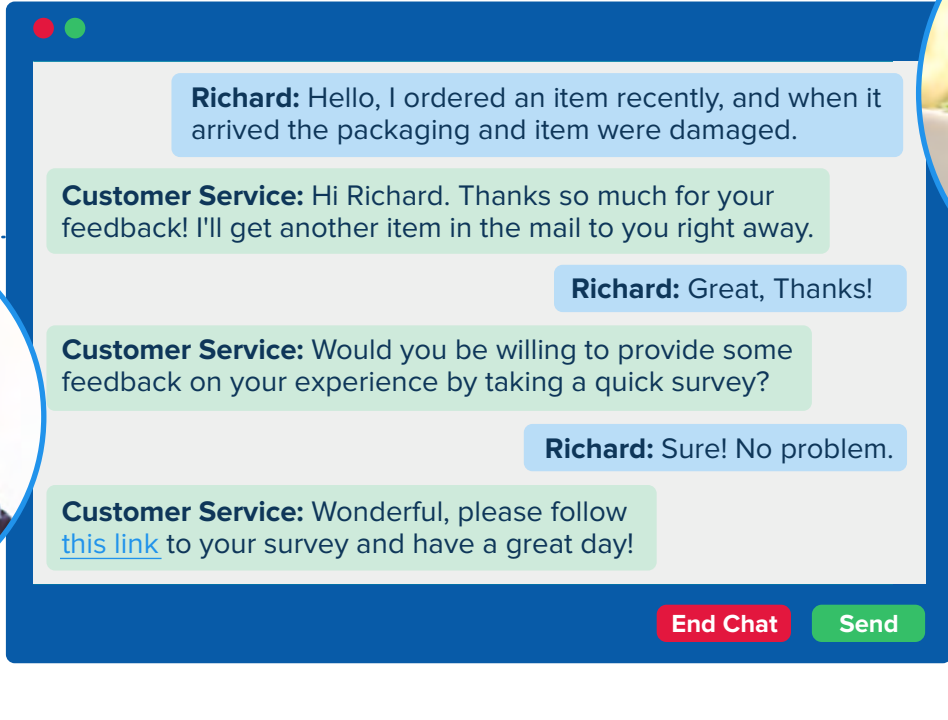 Richard: Hello, I ordered an item recently, and when it
arrived the packaging and item were damaged.
Customer Service: Hi Richard. Thanks so much for your
feedback! I'll get another item in the mail to you right away.
Richard: Great, Thanks!
Customer Service: Would you be willing to provide some
feedback on your experience by taking a quick survey?
Richard: Sure! No problem.
Customer Service: Wonderful, please follow
this link to your survey and have a great day!
End Chat
Send